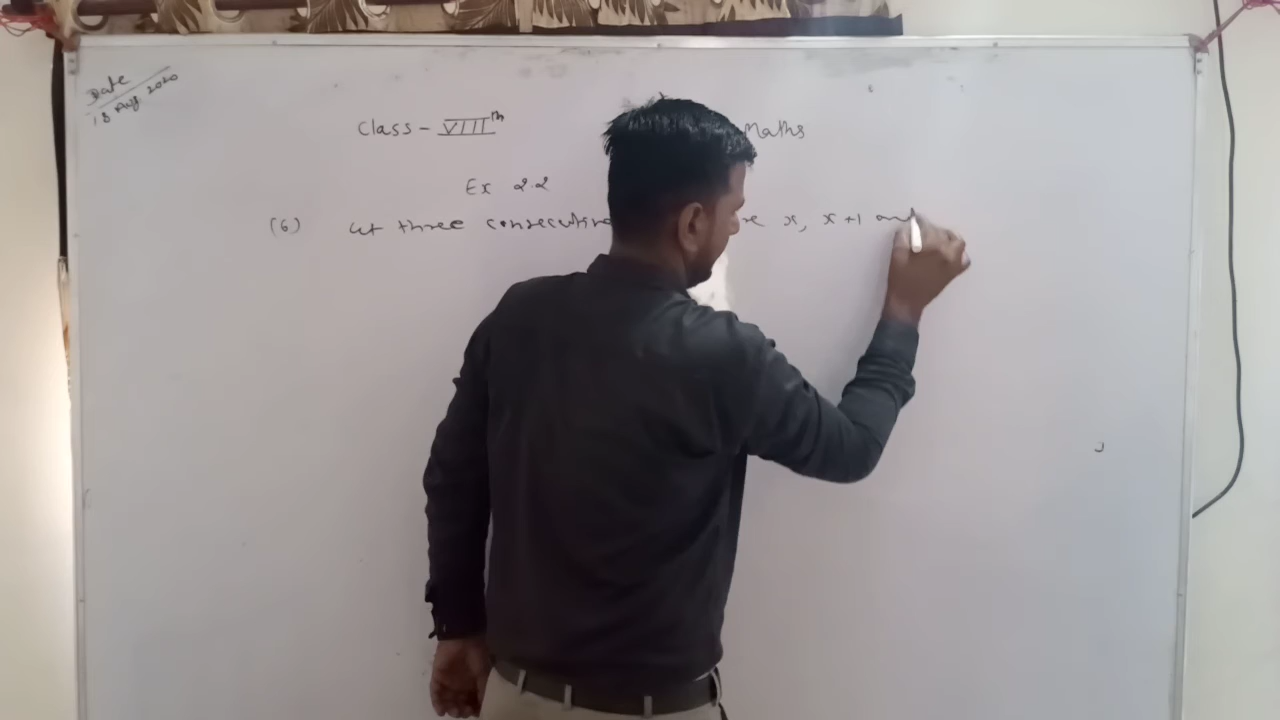 Date
18 Aug. 2020
Class - VIIIth Maths
Ex 2.2
(6) let three consecutive x, x+1 and